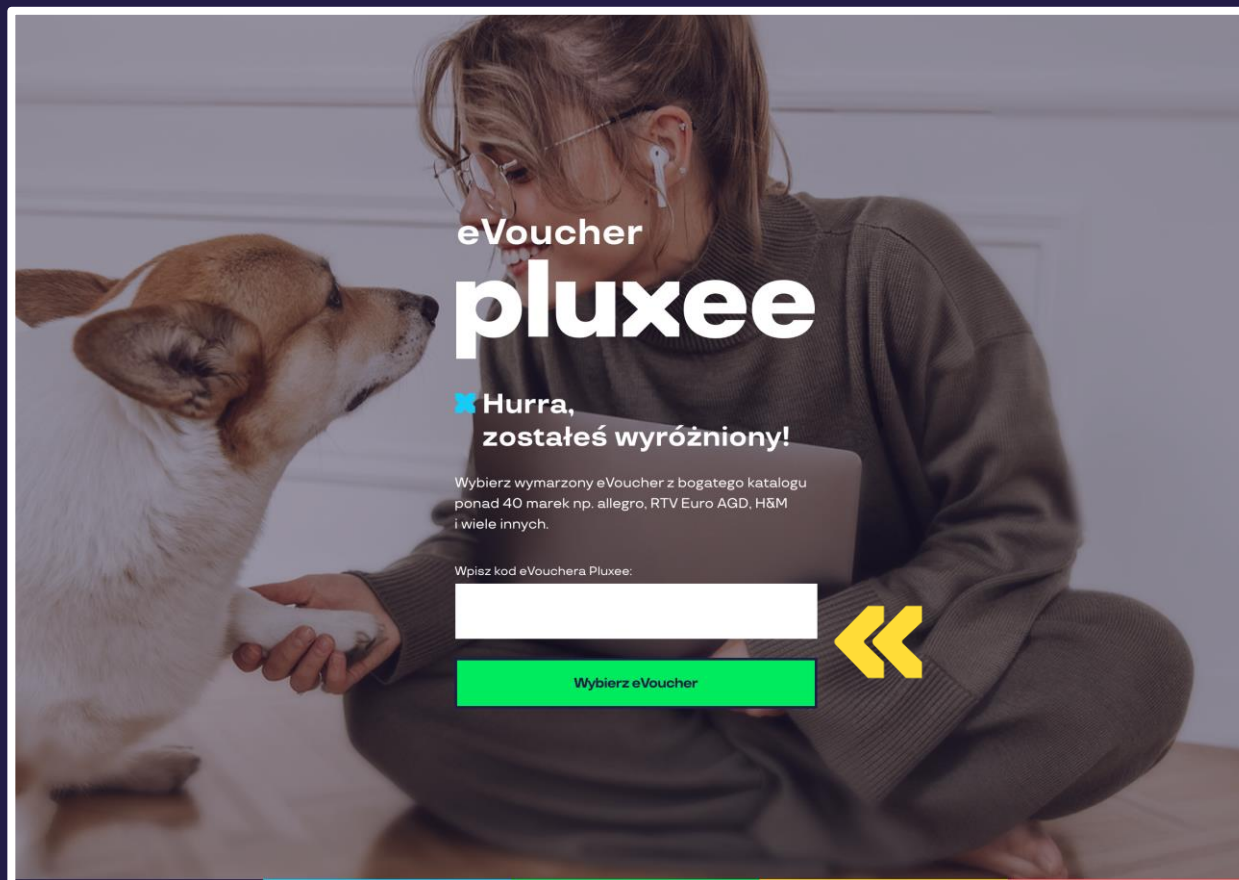 eVoucher
pluxee
Hurra,
zostałeś wyróżniony!
Wybierz wymarzony eVoucher z bogatego katalogu
ponad 40 marek np. allegro, RTV Euro AGD, H&M
i wiele innych.
Wpisz kod eVouchera Pluxee:
Wybierz eVoucher